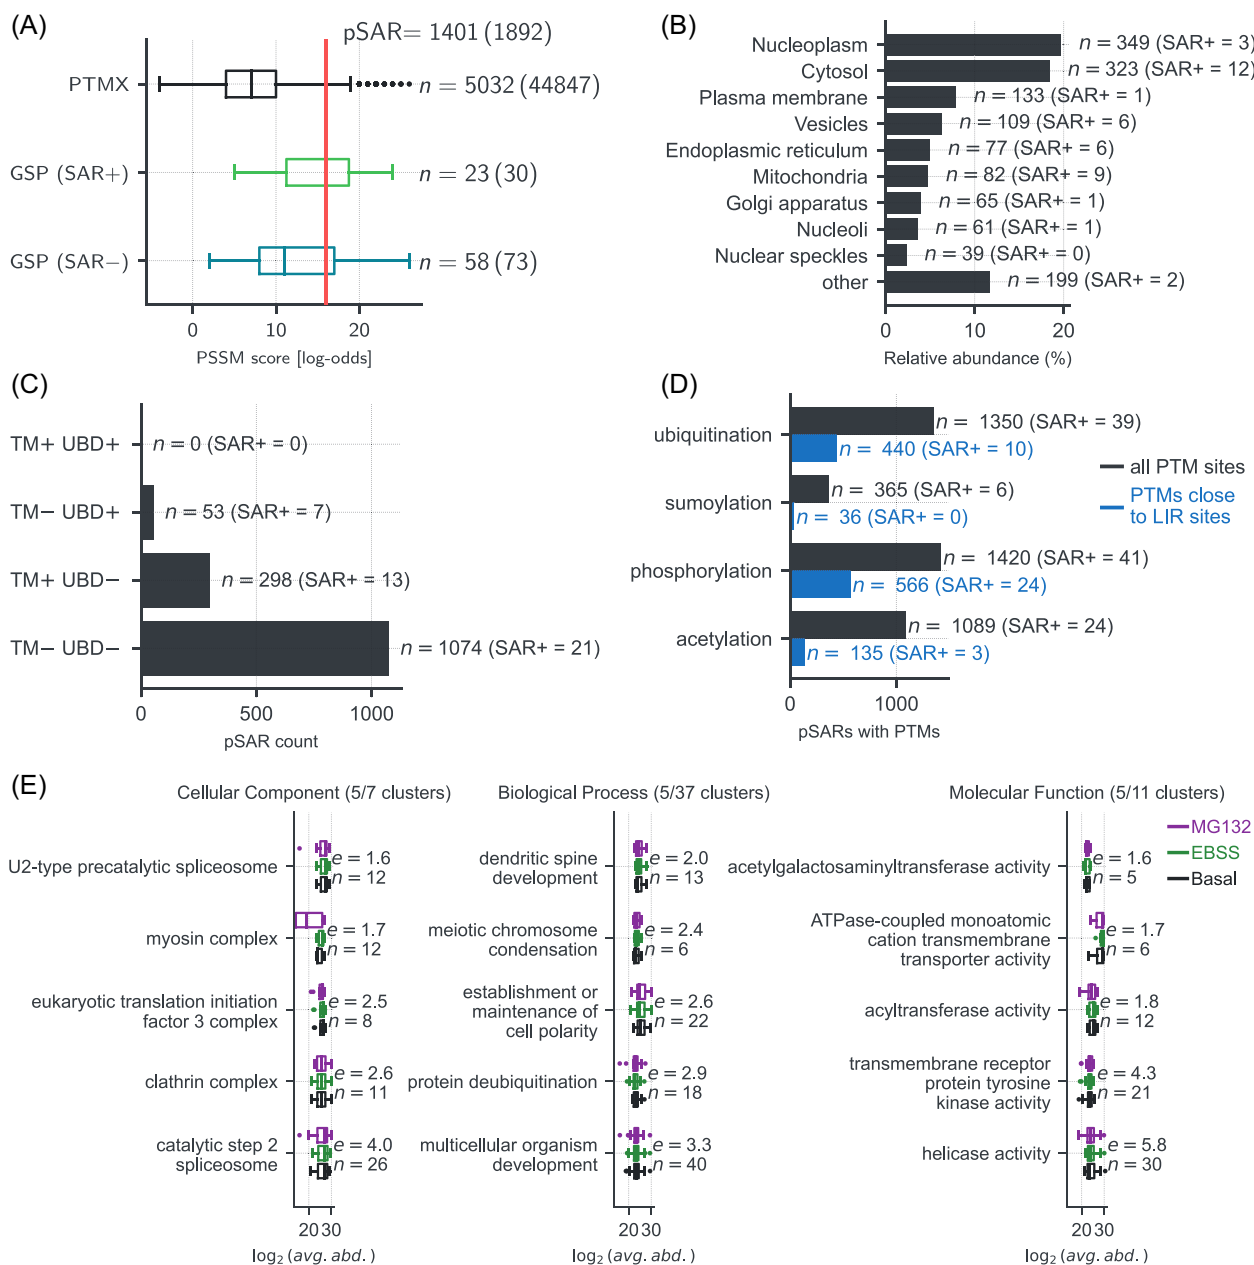 (A)
pSAR= 1401 (1892)
PTMX
n = 5032 (44847)
GSP (SAR+)
n = 23 (30)
GSP (SAR−)
n = 58 (73)
0 10 20
PSSM score [log-odds]
(B)
Nucleoplasm
n = 349 (SAR+ = 3)
Cytosol
n = 323 (SAR+ = 12)
Plasma membrane
n = 133 (SAR+ = 1)
Vesicles
n = 109 (SAR+ = 6)
Endoplasmic reticulum
n = 77 (SAR+ = 6)
Mitochondria
n = 82 (SAR+ = 9)
Golgi apparatus
n = 65 (SAR+ = 1)
Nucleoli
n = 61 (SAR+ = 1)
Nuclear speckles
n = 39 (SAR+ = 0)
other
n = 199 (SAR+ = 2)
0 10 20
Relative abundance (%)
(C)
TM+ UBD+
n = 0 (SAR+ = 0)
TM− UBD+
n = 53 (SAR+ = 7)
TM+ UBD−
n = 298 (SAR+ = 13)
TM− UBD−
n = 1074 (SAR+ = 21)
0 500 1000
pSAR count
(D)
ubiquitination
n = 1350 (SAR+ = 39)
n = 440 (SAR+ = 10)
sumoylation
n = 365 (SAR+ = 6)
n = 36 (SAR+ = 0)
phosphorylation
n = 1420 (SAR+ = 41)
n = 566 (SAR+ = 24)
acetylation
n = 1089 (SAR+ = 24)
n = 135 (SAR+ = 3)
0 1000
pSARs with PTMs
all PTM sites
PTMs close
to LIR sites
(E)
Cellular Component (5/7 clusters)
U2-type precatalytic spliceosome
e = 1.6
n = 12
myosin complex
e = 1.7
n = 12
eukaryotic translation initiation
factor 3 complex
e = 2.5
n = 8
clathrin complex
e = 2.6
n = 11
catalytic step 2
spliceosome
e = 4.0
n = 26
20 30
log2 (avg. abd.)
Biological Process (5/37 clusters)
dendritic spine
development
e = 2.0
n = 13
meiotic chromosome
condensation
e = 2.4
n = 6
establishment or
maintenance of
cell polarity
e = 2.6
n = 22
protein deubiquitination
e = 2.9
n = 18
multicellular organism
development
e = 3.3
n = 40
20 30
log2 (avg. abd.)
Molecular Function (5/11 clusters)
acetylgalactosaminyltransferase activity
e = 1.6
n = 5
ATPase-coupled monoatomic
cation transmembrane
transporter activity
e = 1.7
n = 6
acyltransferase activity
e = 1.8
n = 12
transmembrane receptor
protein tyrosine
kinase activity
e = 4.3
n = 21
helicase activity
e = 5.8
n = 30
20 30
log2 (avg. abd.)
MG132
EBSS
Basal